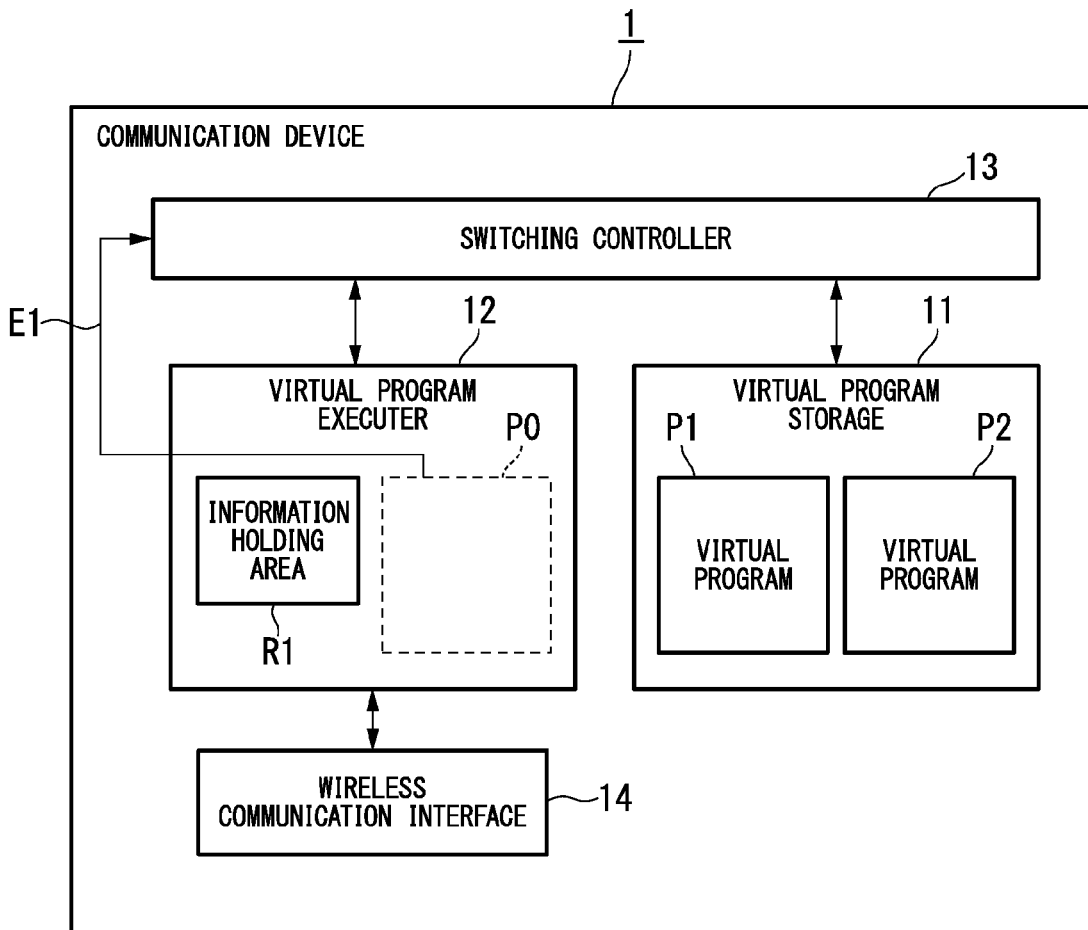 1
COMMUNICATION DEVICE
13
SWITCHING CONTROLLER
E1
12
11
VIRTUAL PROGRAM
EXECUTER
VIRTUAL PROGRAM
STORAGE
P0
P1
P2
INFORMATION
HOLDING
AREA
VIRTUAL
PROGRAM
VIRTUAL
PROGRAM
R1
WIRELESS
COMMUNICATION INTERFACE
14